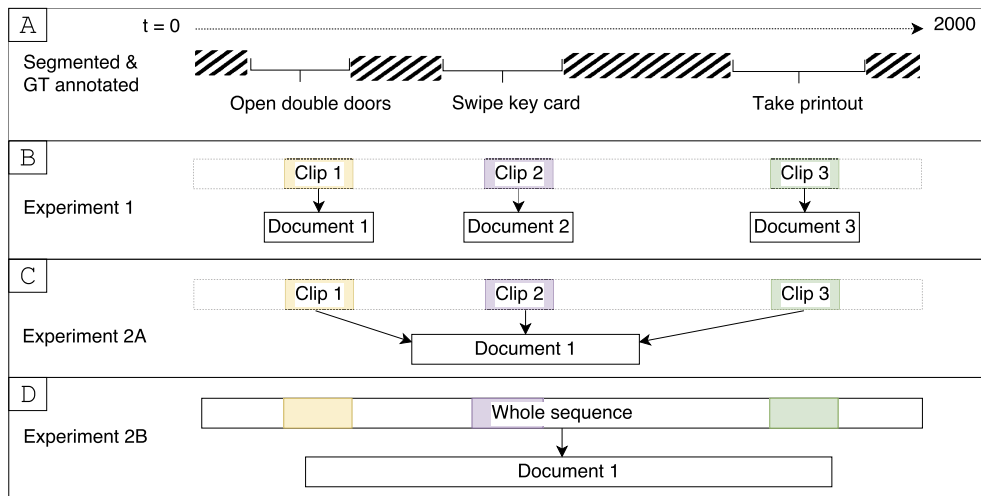 A
t = 0
2000
Segmented &
GT annotated
Open double doors
Swipe key card
Take printout
B
Experiment 1
Clip 1
Clip 2
Clip 3
Document 1
Document 2
Document 3
C
Experiment 2A
Clip 1
Clip 2
Clip 3
Document 1
D
Experiment 2B
Whole sequence
Document 1